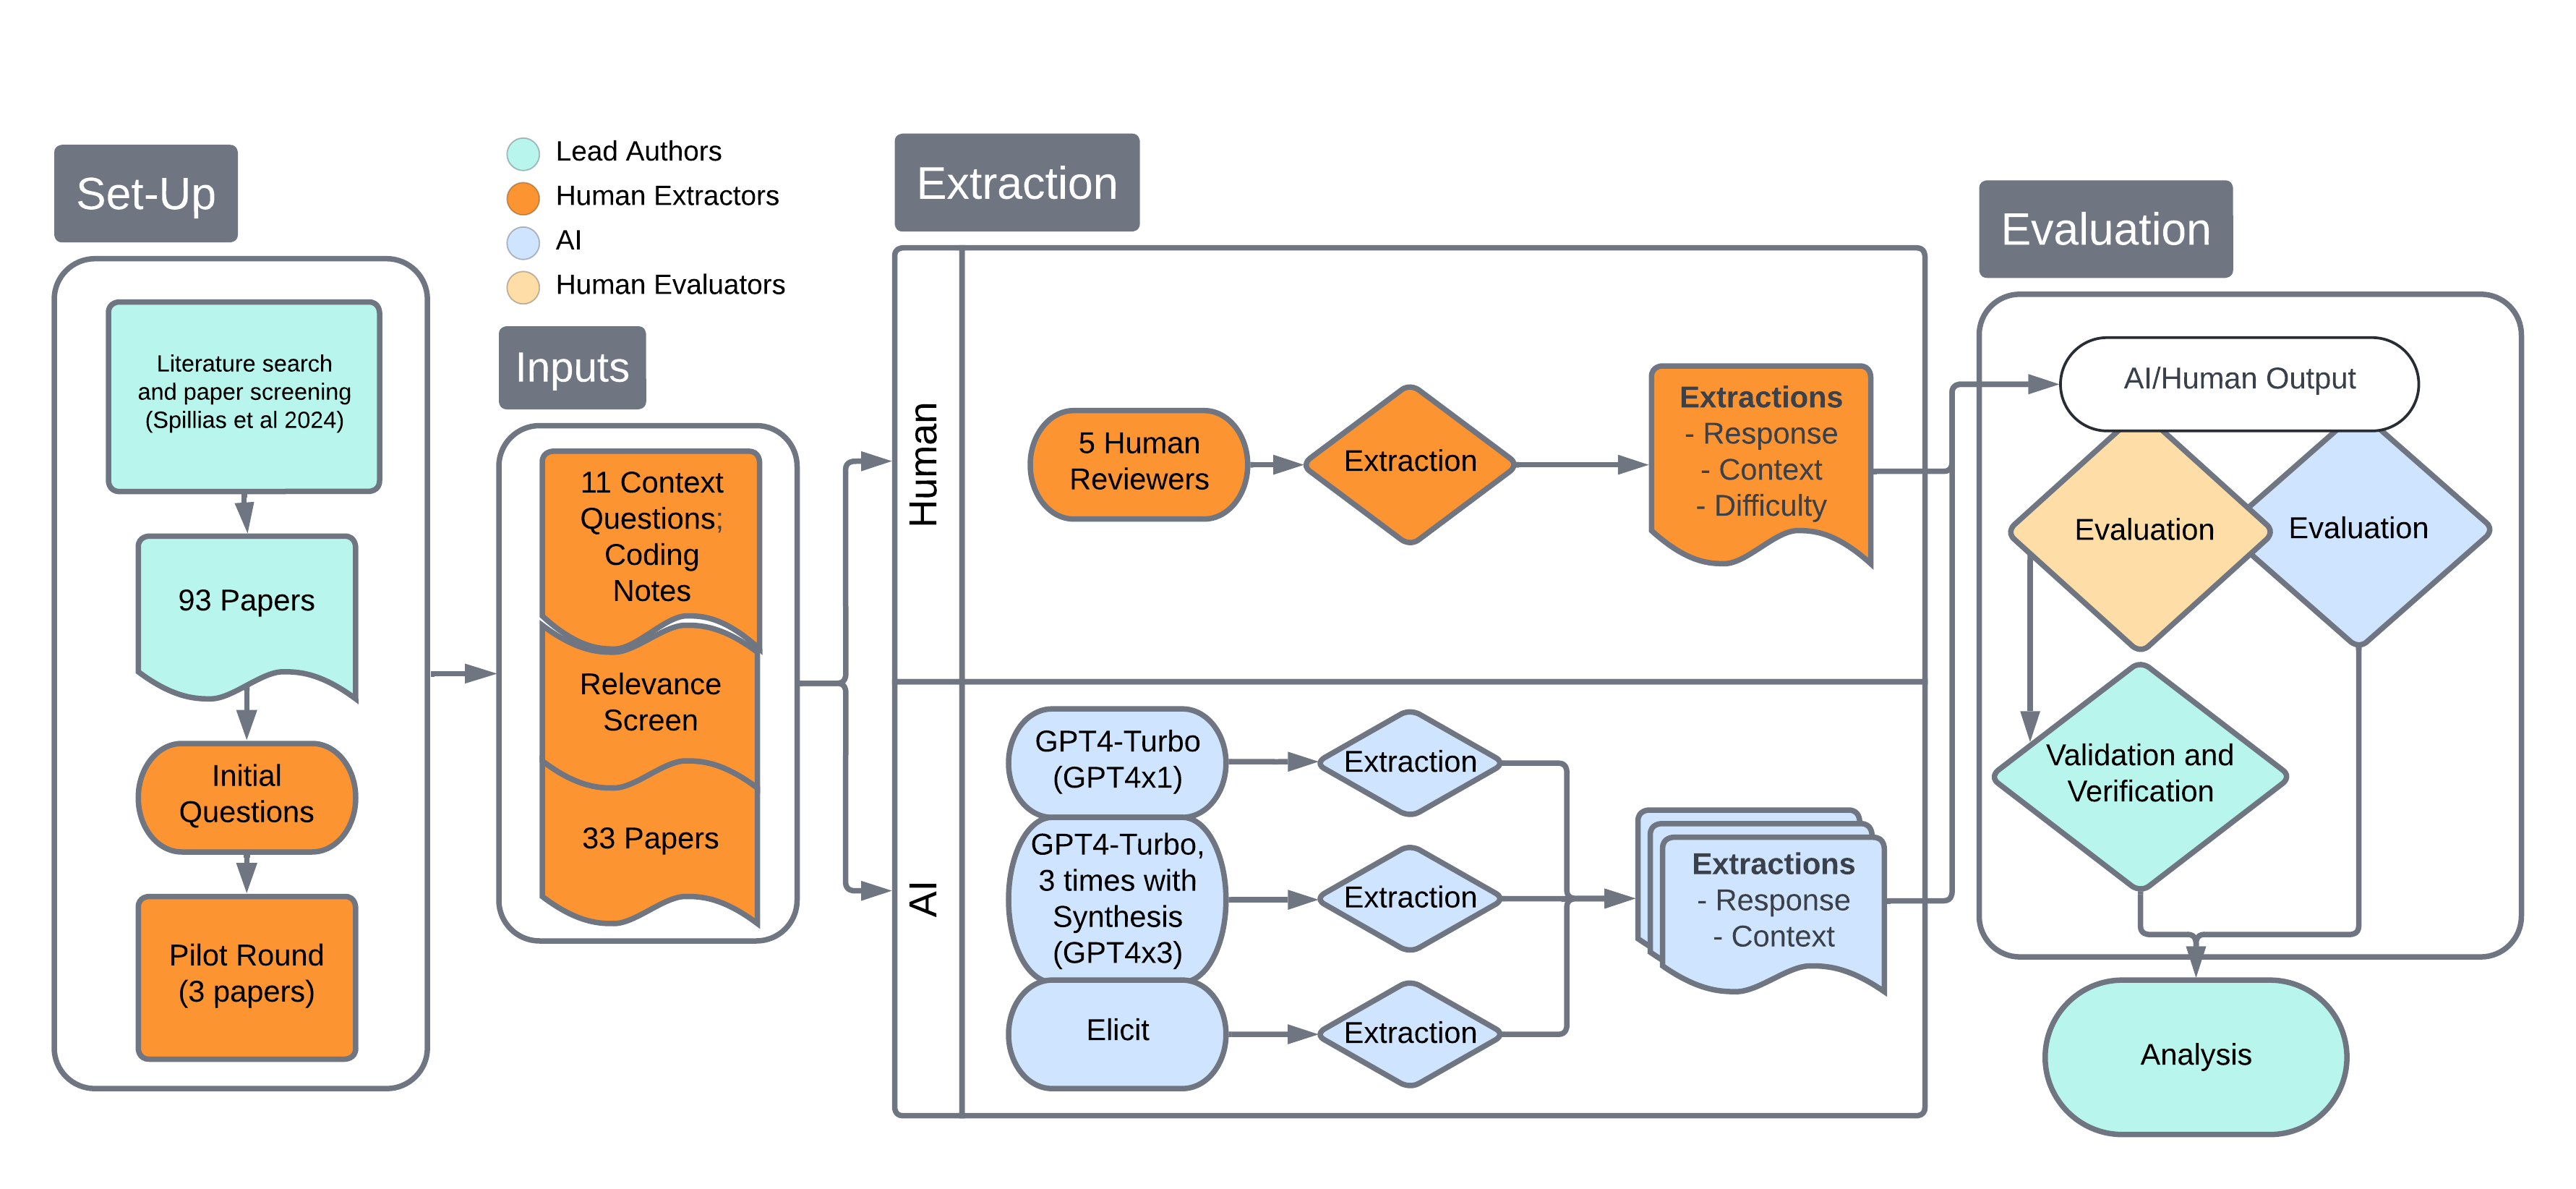 Set-Up
Literature search
and paper screening
(Spillias et al 2024)
93 Papers
Initial
Questions
Pilot Round
(3 papers)
Lead Authors
Human Extractors
AI
Human Evaluators
Inputs
11 Context
Questions;
Coding
Notes
Relevance
Screen
33 Papers
Extraction
Human
5 Human
Reviewers
Extraction
Extractions
- Response
- Context
- Difficulty
AI
GPT4-Turbo
(GPT4x1)
Extraction
GPT4-Turbo,
3 times with
Synthesis
(GPT4x3)
Extraction
Elicit
Extraction
Extractions
- Response
- Context
Evaluation
AI/Human Output
Evaluation
Evaluation
Validation and
Verification
Analysis